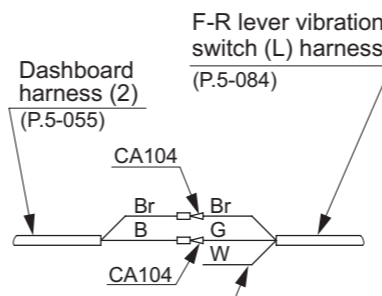 F-R lever vibration
switch (L) harness
(P.5-084)
Dashboard
harness (2)
(P.5-055)
CA104
Br Br
B G
W
CA104